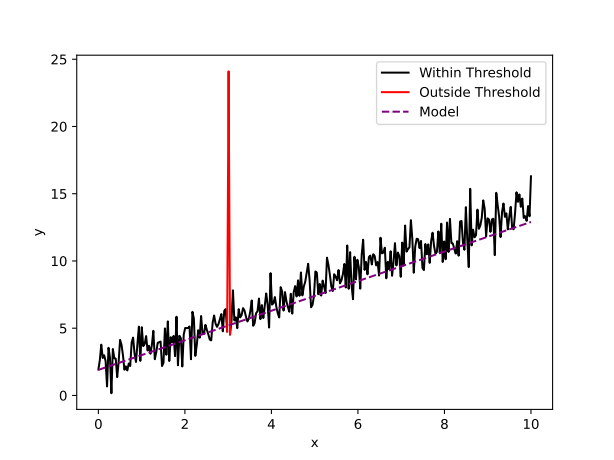 Within Threshold
Outside Threshold
Model
25
20
15
10
5
0
y
0 2 4 6 8 10
x